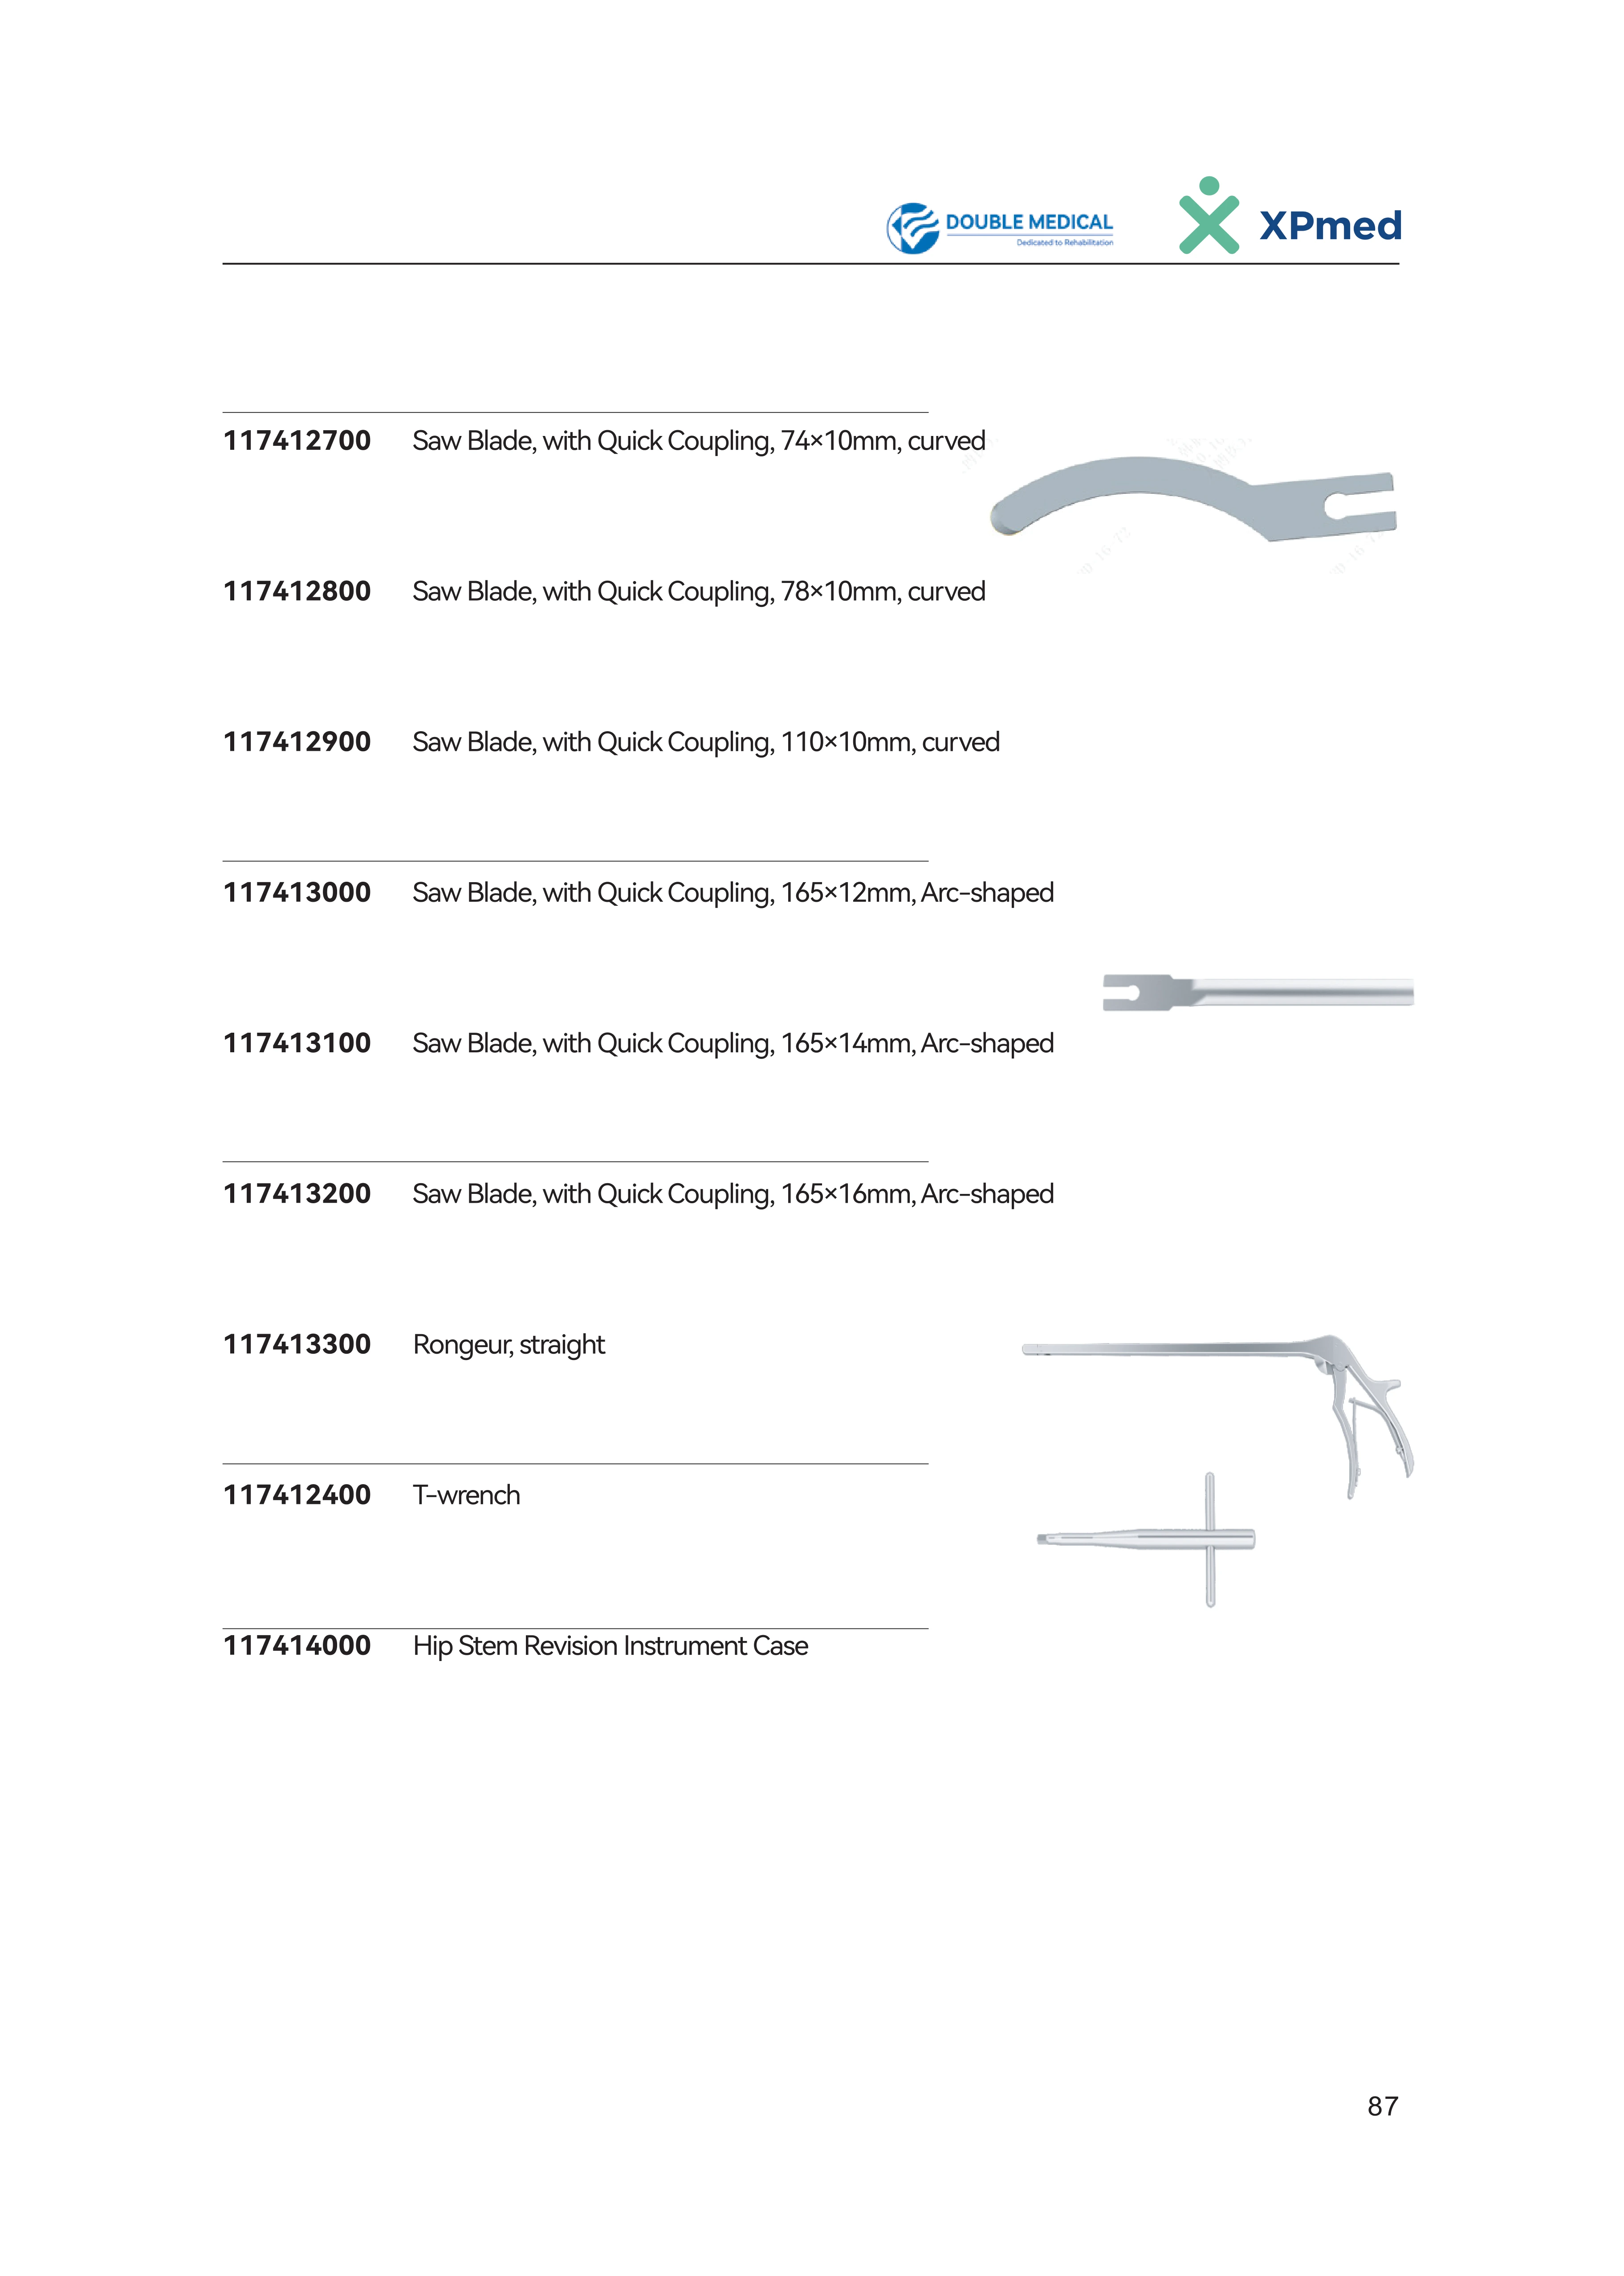 DOUBLE MEDICAL
Dedicated to Rehabilitation
XPmed
117412700 Saw Blade, with Quick Coupling, 74×10mm, curved
117412800 Saw Blade, with Quick Coupling, 78×10mm, curved
117412900 Saw Blade, with Quick Coupling, 110×10mm, curved
117413000 Saw Blade, with Quick Coupling, 165×12mm, Arc-shaped
117413100 Saw Blade, with Quick Coupling, 165×14mm, Arc-shaped
117413200 Saw Blade, with Quick Coupling, 165×16mm, Arc-shaped
117413300 Rongeur, straight
117412400 T-wrench
117414000 Hip Stem Revision Instrument Case
87